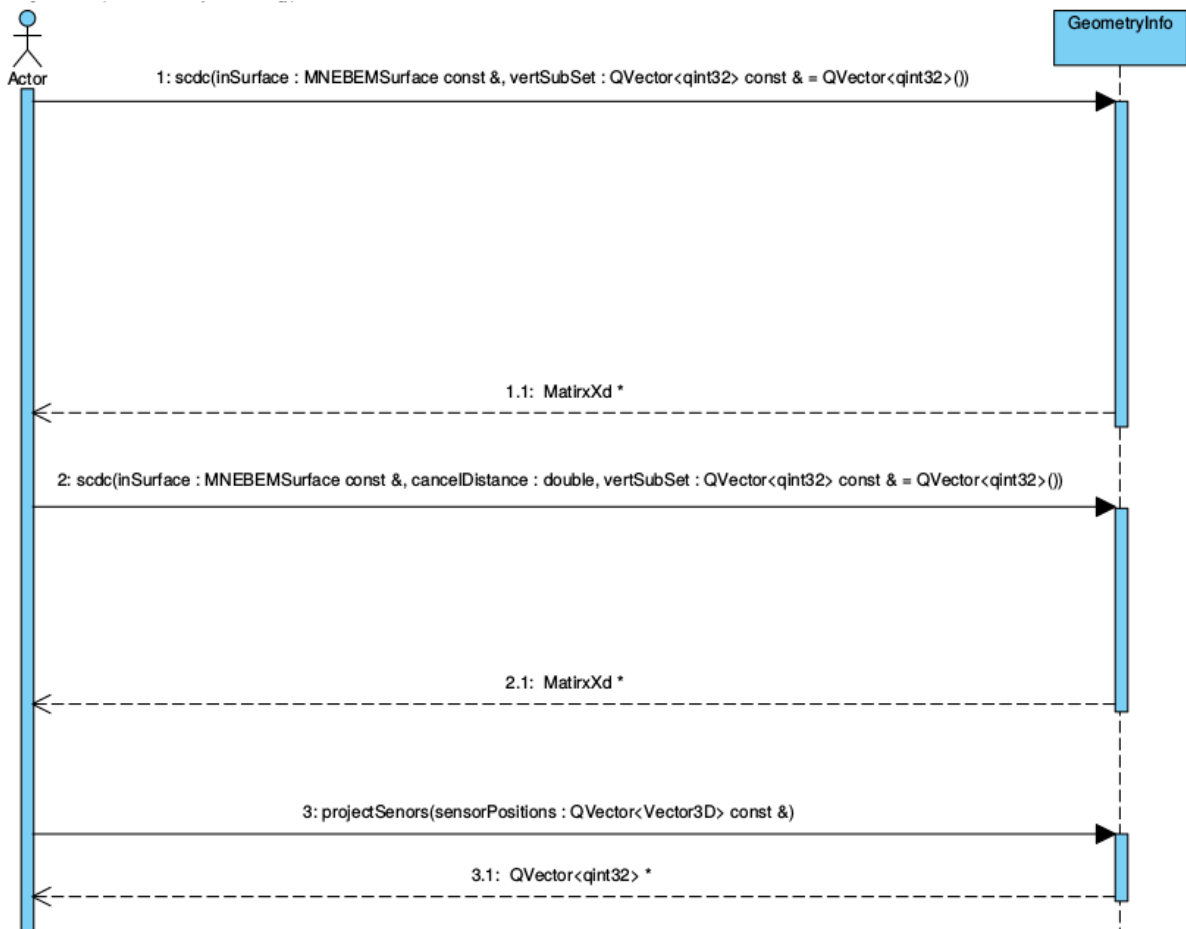 GeometryInfo
Actor
1: scdc(inSurface : MNEBEMSurface const &, vertSubSet : QVector<qint32> const & = QVector<qint32>())
1.1: MatirxXd *
2: scdc(inSurface : MNEBEMSurface const &, cancelDistance : double, vertSubSet : QVector<qint32> const & = QVector<qint32>())
2.1: MatirxXd *
3: projectSenors(sensorPositions : QVector<Vector3D> const &)
3.1: QVector<qint32> *